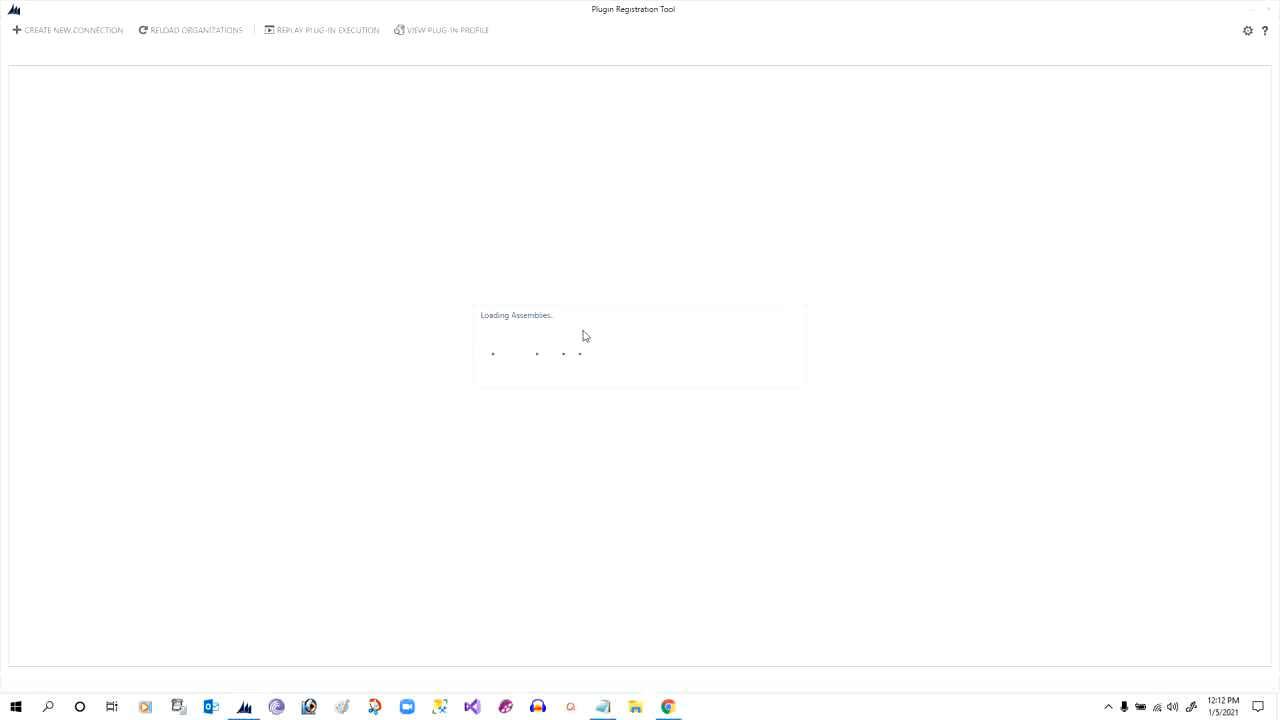 Plugin Registration Tool
CREATE NEW CONNECTION RELOAD ORGANIZATIONS REPLAY PLUG-IN EXECUTION VIEW PLUG-IN PROFILE ?
Loading Assemblies..
12:12 PM
1/5/2021